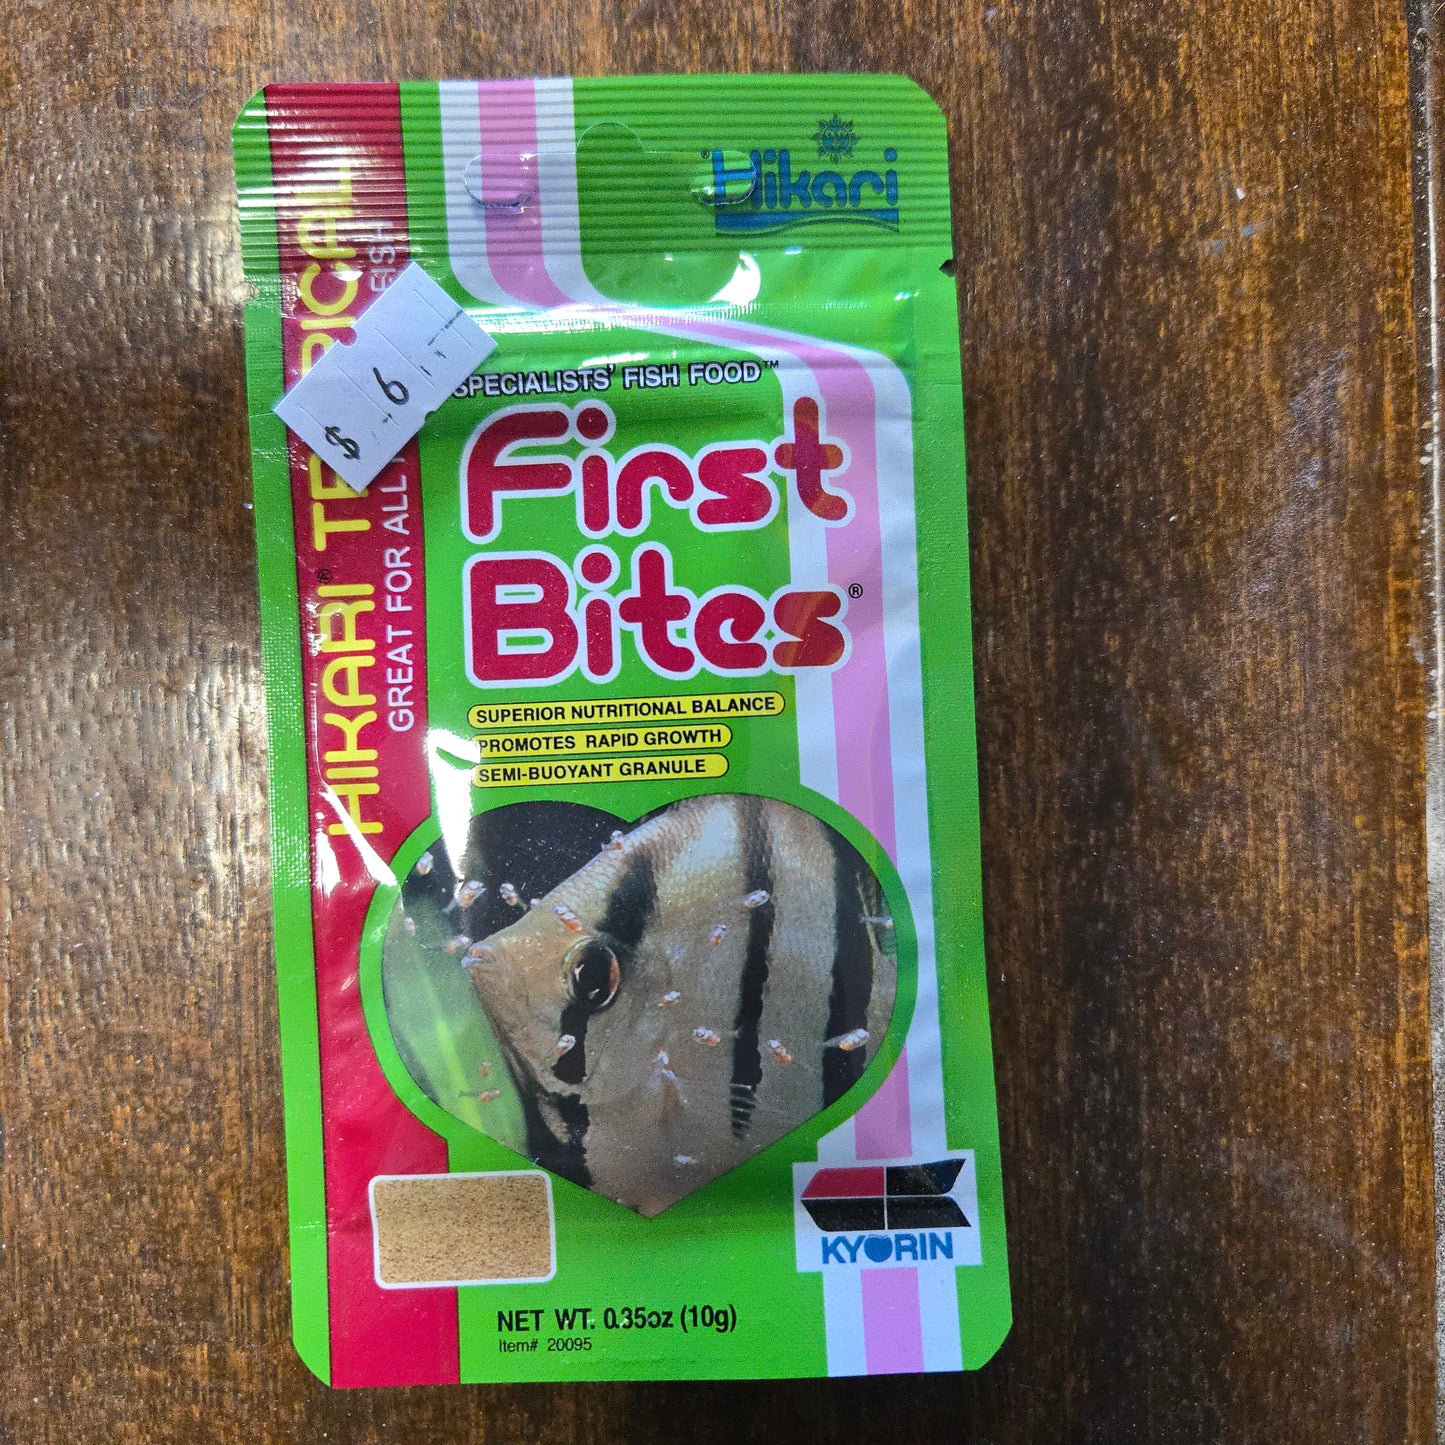 Hikari
HIKARI® TROPICAL
GREAT FOR ALL FISH
$ 6
SPECIALISTS' FISH FOOD™
First
Bites®
SUPERIOR NUTRITIONAL BALANCE
PROMOTES RAPID GROWTH
SEMI-BUOYANT GRANULE
KYORIN
NET WT. 0.35oz (10g)
Item# 20095